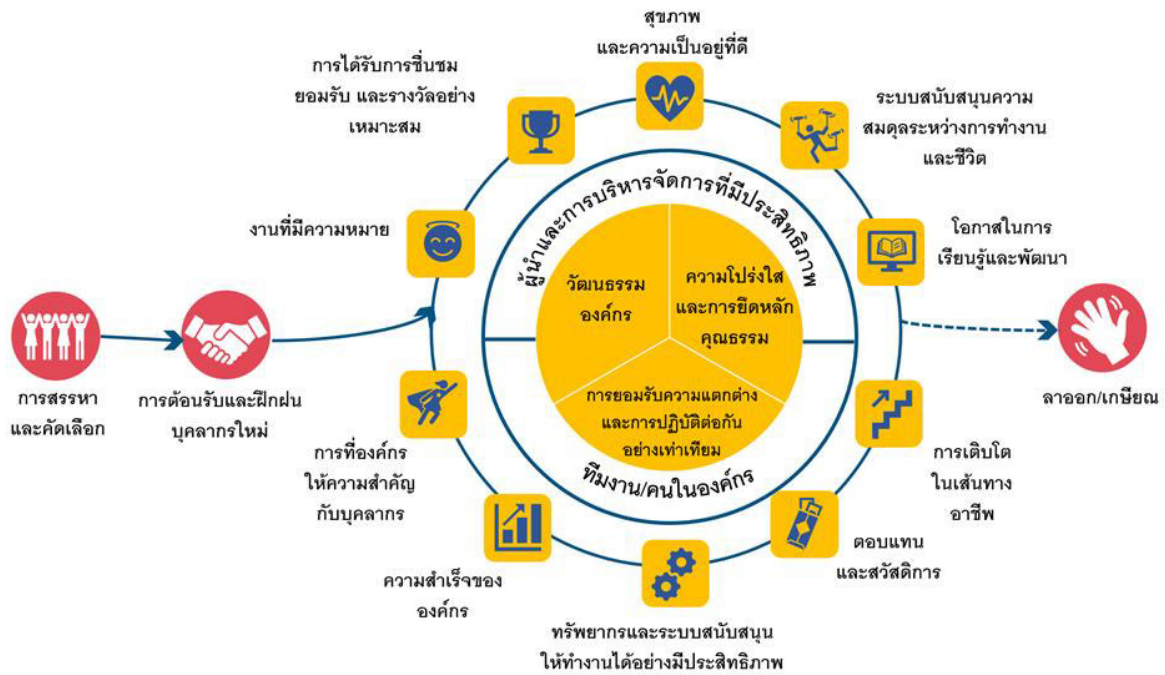 สุขภาพ
และความเป็นอยู่ที่ดี
การได้รับการชื่นชม
ยอมรับ และรางวัลอย่าง
เหมาะสม
ระบบสนับสนุนความ
สมดุลระหว่างการทำงาน
และชีวิต
งานที่มีความหมาย
โอกาสในการ
เรียนรู้และพัฒนา
ผู้นำและการบริหารจัดการที่มีประสิทธิภาพ
วัฒนธรรม
องค์กร
ความโปร่งใส
และการยึดหลัก
คุณธรรม
การยอมรับความแตกต่าง
และการปฏิบัติต่อกัน
อย่างเท่าเทียม
ทีมงาน/คนในองค์กร
การสรรหา
และคัดเลือก
การต้อนรับและฝึกฝน
บุคลากรใหม่
ลาออก/เกษียณ
การที่องค์กร
ให้ความสำคัญ
กับบุคลากร
การเติบโต
ในเส้นทาง
อาชีพ
ความสำเร็จของ
องค์กร
ตอบแทน
และสวัสดิการ
ทรัพยากรและระบบสนับสนุน
ให้ทำงานได้อย่างมีประสิทธิภาพ